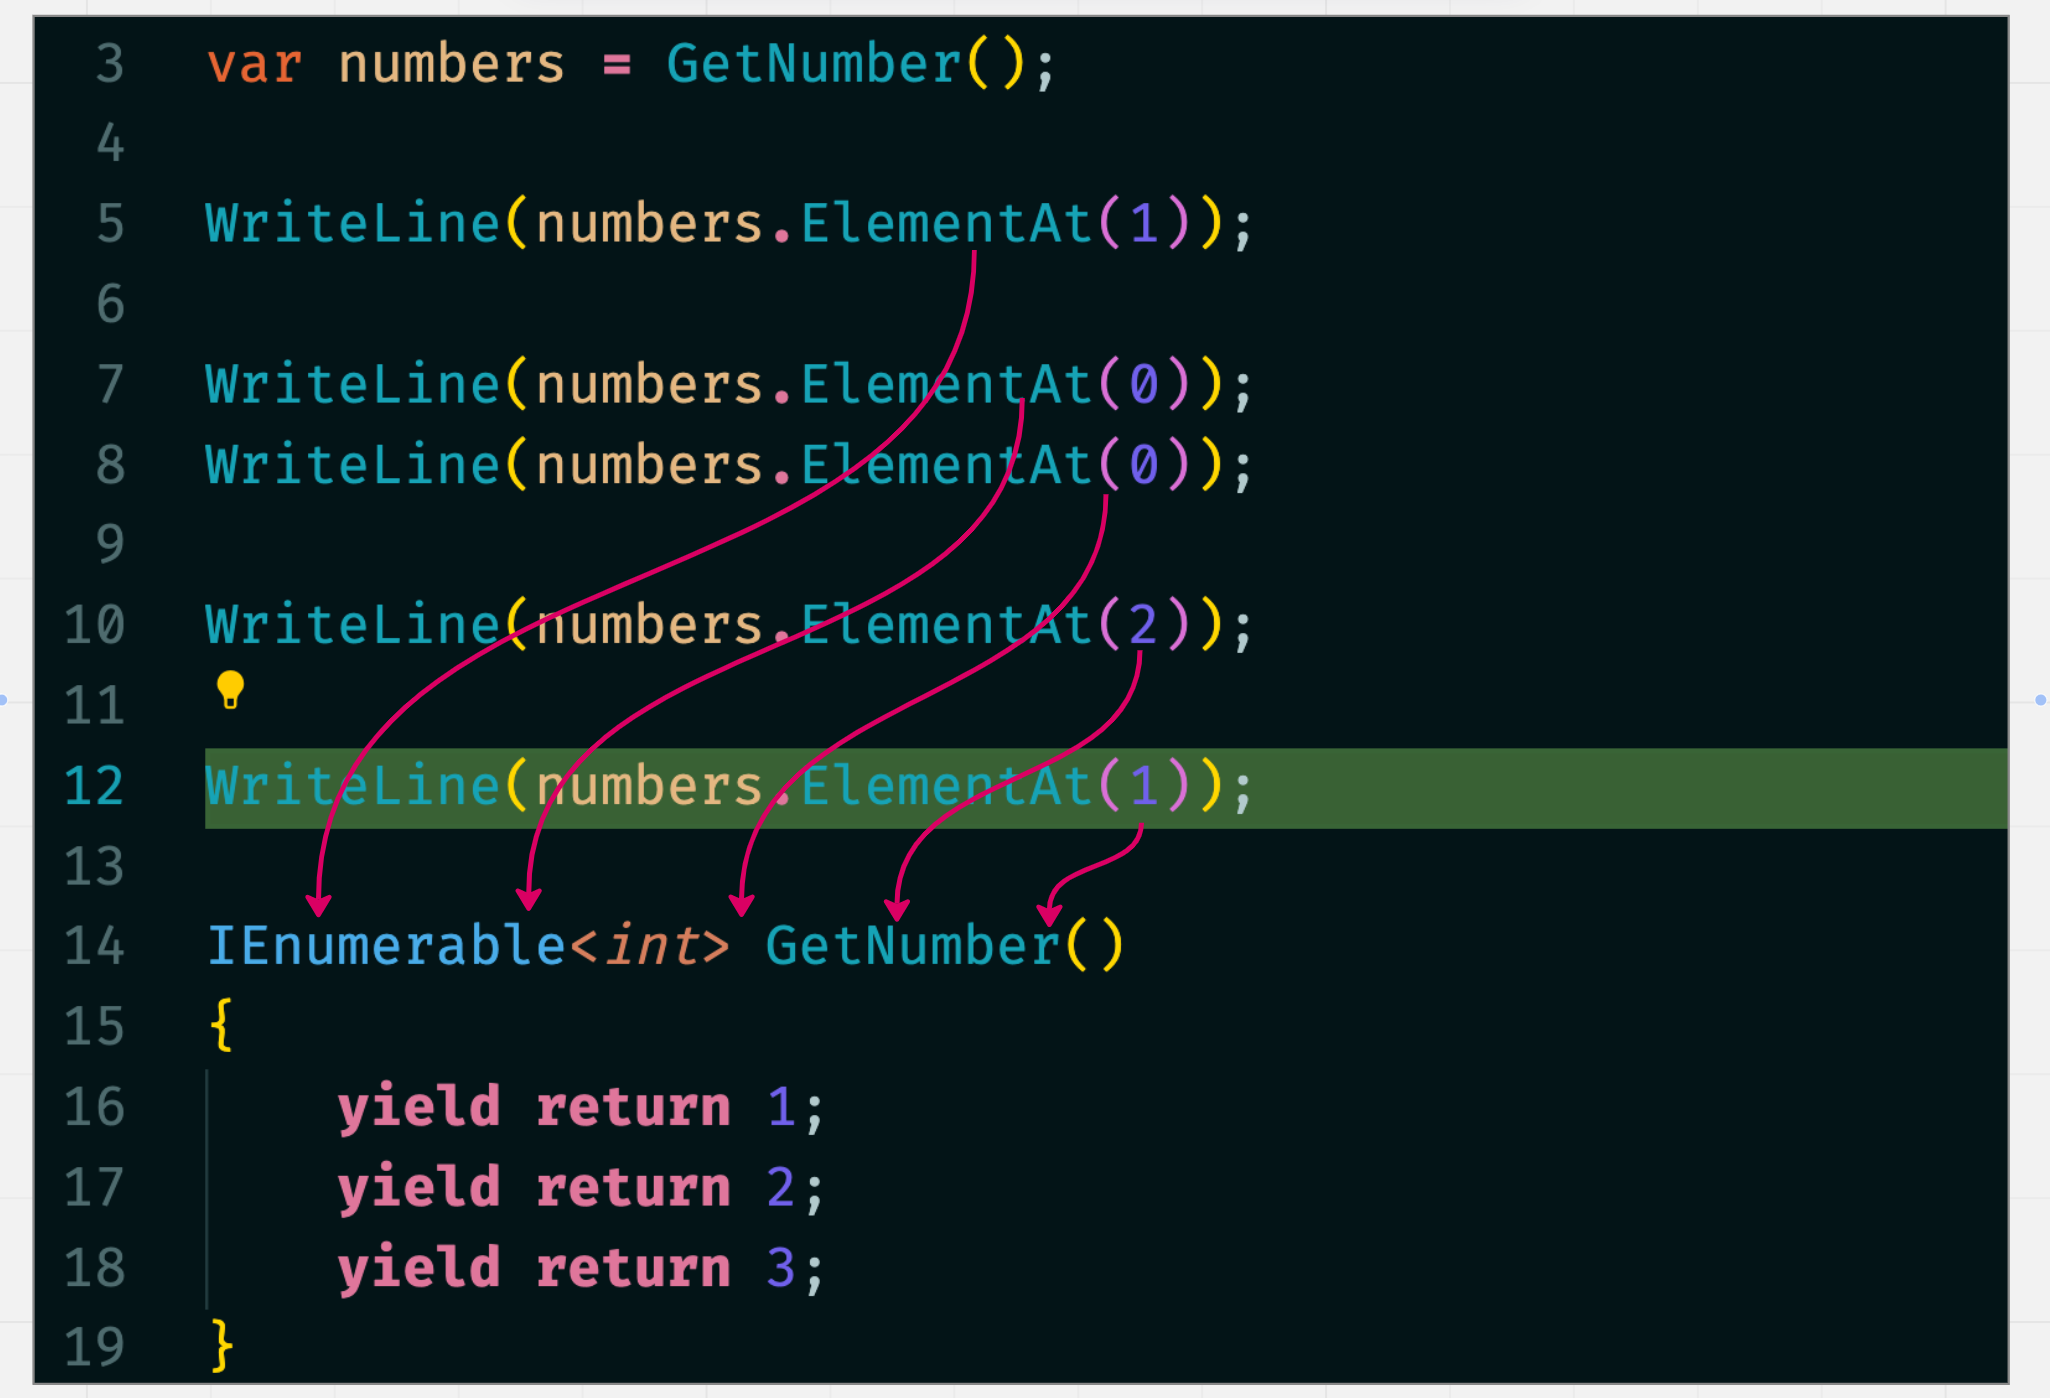 3 var numbers = GetNumber();
4
5 WriteLine(numbers.ElementAt(1));
6
7 WriteLine(numbers.ElementAt(0));
8 WriteLine(numbers.ElementAt(0));
9
10 WriteLine(numbers.ElementAt(2));
11
12 WriteLine(numbers.ElementAt(1));
13
14 IEnumerable<int> GetNumber()
15 {
16     yield return 1;
17     yield return 2;
18     yield return 3;
19 }